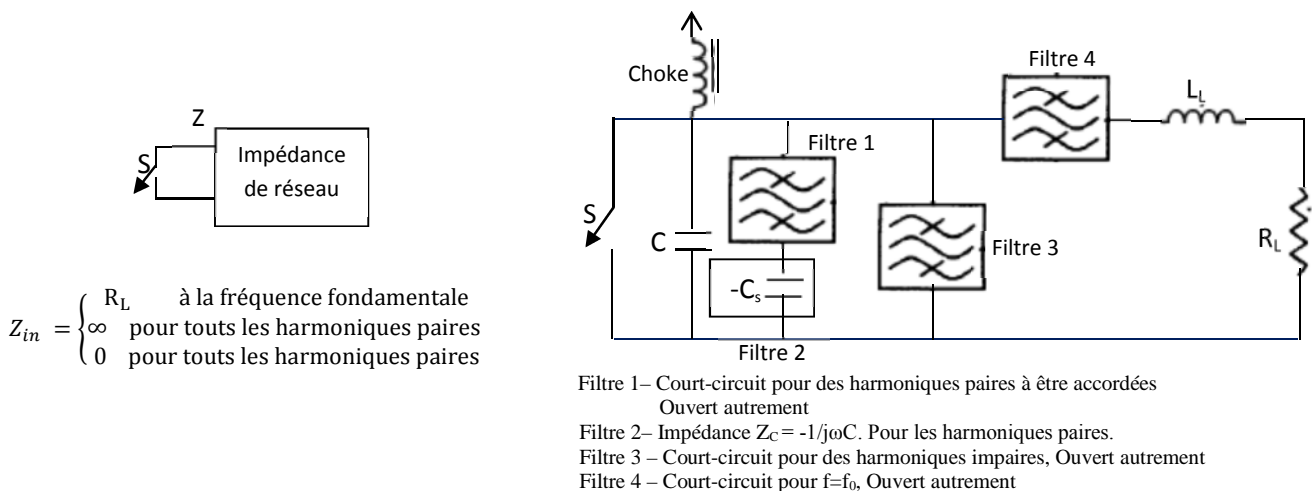 Z
S
Impédance
de réseau
Z_in = { R_L à la fréquence fondamentale
∞ pour touts les harmoniques paires
0 pour touts les harmoniques paires
Choke
Filtre 4
L_L
Filtre 1
S
C
Filtre 3
R_L
-C_s
Filtre 2
Filtre 1– Court-circuit pour des harmoniques paires à être accordées
Ouvert autrement
Filtre 2– Impédance Z_C = -1/jωC. Pour les harmoniques paires.
Filtre 3 – Court-circuit pour des harmoniques impaires, Ouvert autrement
Filtre 4 – Court-circuit pour f=f_0, Ouvert autrement